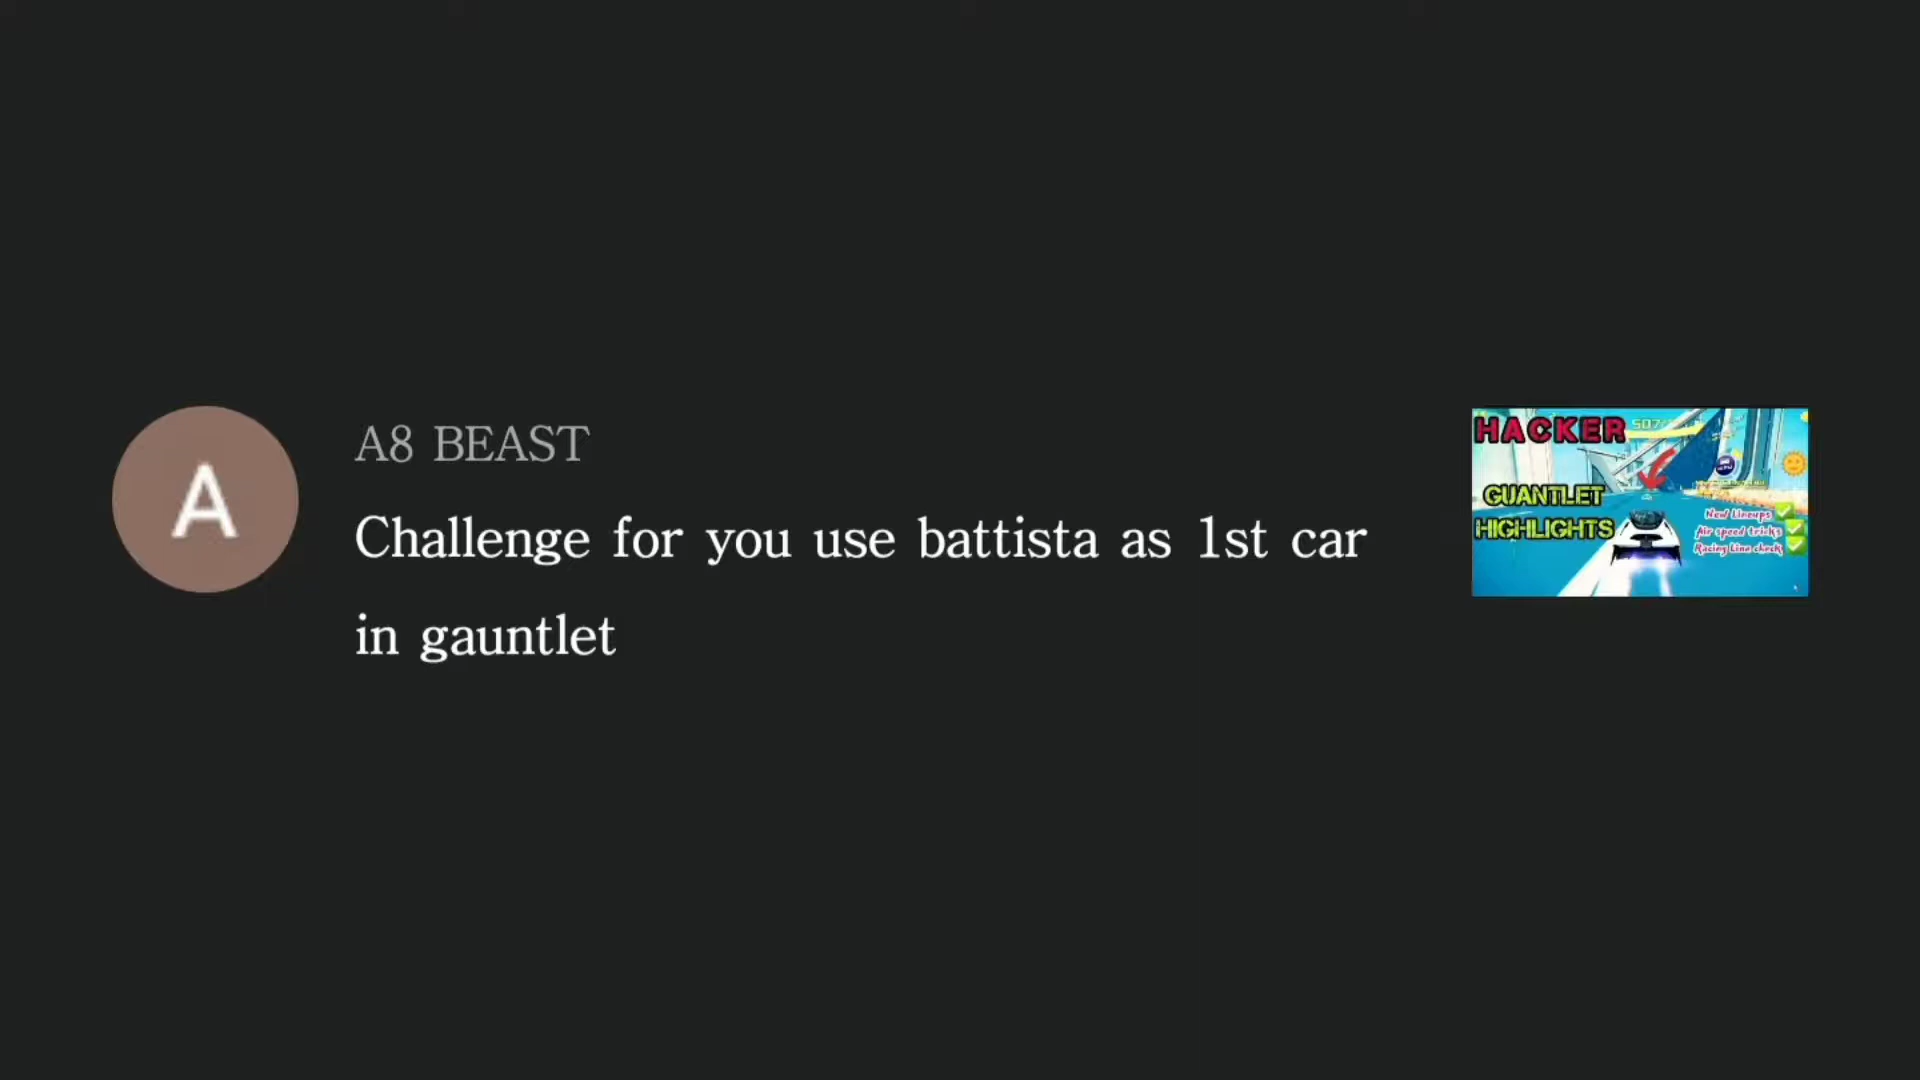 A
A8 BEAST
Challenge for you use battista as 1st car
in gauntlet
HACKER
507
GUANTLET
HIGHLIGHTS
New Lineups
Air speed tricks
Racing Line check